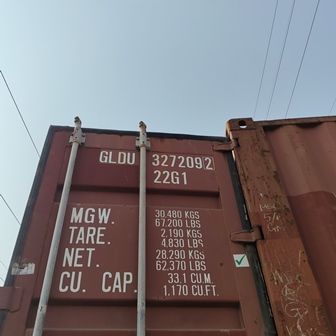 GLDU 327209 2
22G1
MGW. 30.480 KGS
67.200 LBS
TARE. 2.190 KGS
4.830 LBS
NET. 28.290 KGS
62.370 LBS
CU. CAP. 33.1 CU.M.
1.170 CU.FT.